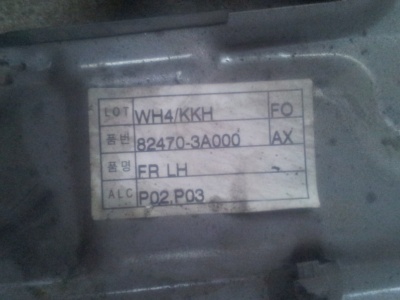 LOT WH4/KKH FO
품번 82470-3A000 AX
품명 FR LH
ALC P02,P03